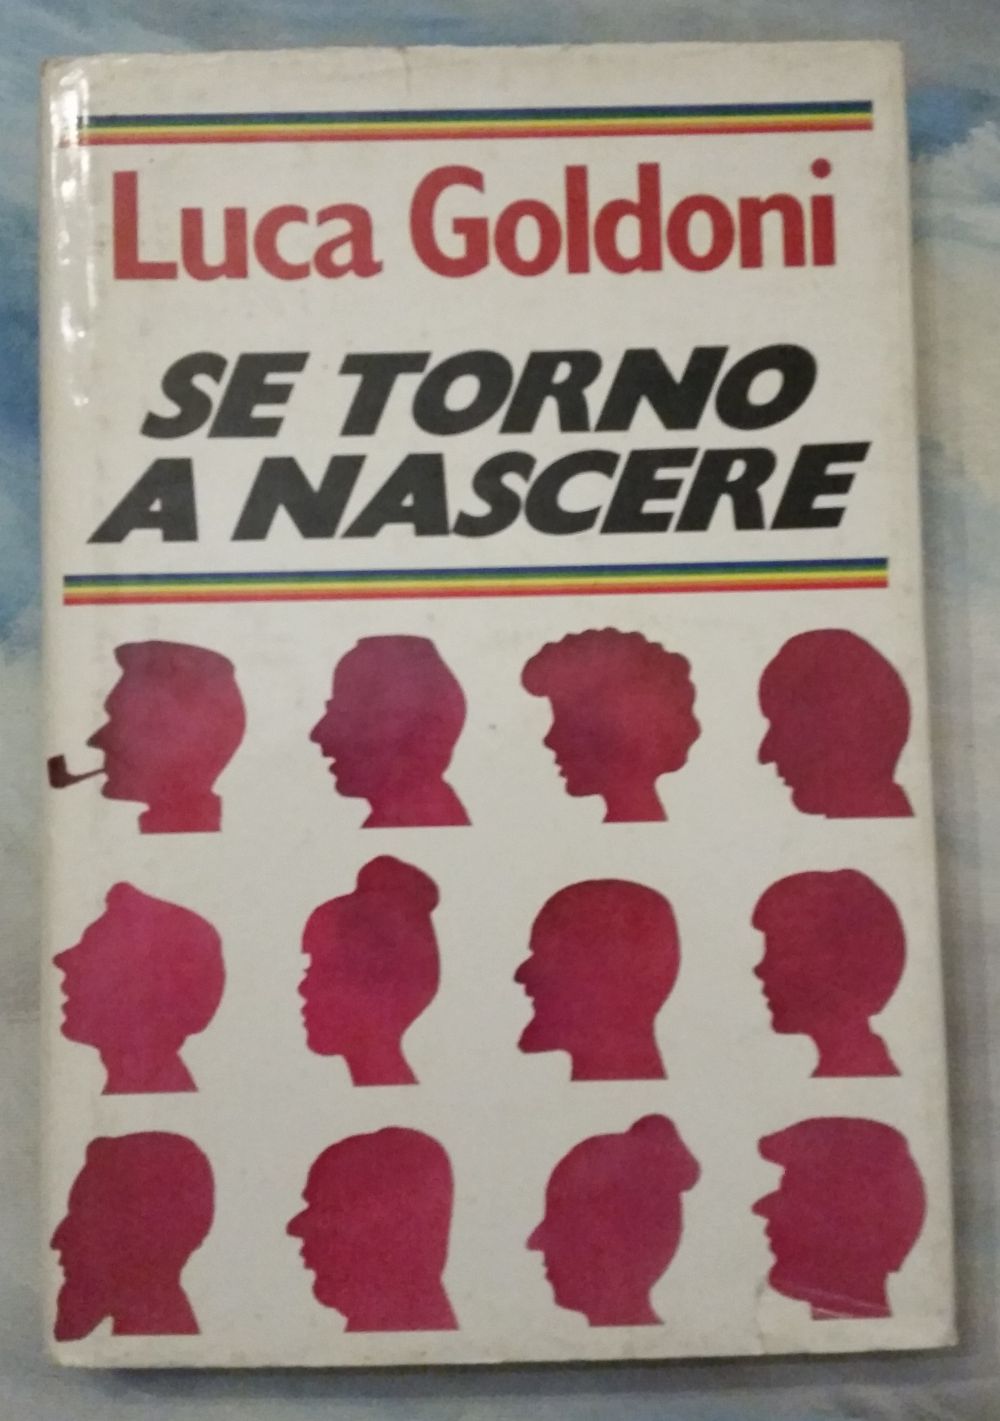 Luca Goldoni
SE TORNO
A NASCERE